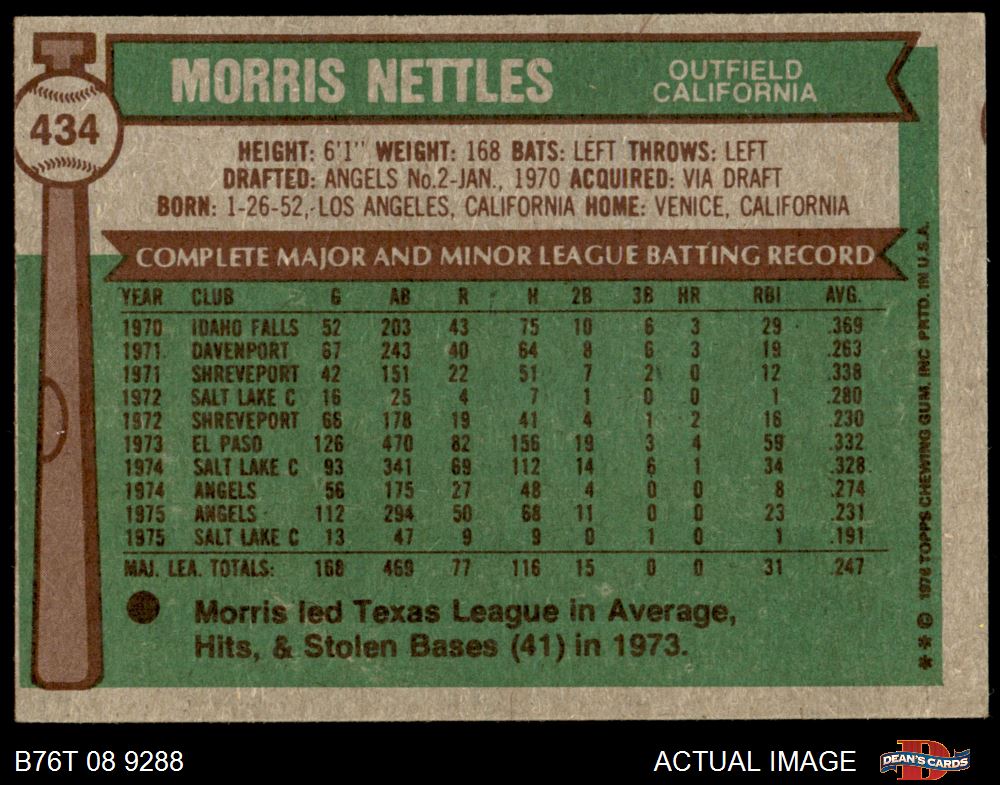 T
434
MORRIS NETTLES
OUTFIELD
CALIFORNIA
HEIGHT: 6'1" WEIGHT: 168 BATS: LEFT THROWS: LEFT
DRAFTED: ANGELS No.2-JAN., 1970 ACQUIRED: VIA DRAFT
BORN: 1-26-52, LOS ANGELES, CALIFORNIA HOME: VENICE, CALIFORNIA
COMPLETE MAJOR AND MINOR LEAGUE BATTING RECORD
YEAR CLUB G AB R H 2B 3B HR RBI AVG.
1970 IDAHO FALLS 52 203 43 75 10 6 3 29 .369
1971 DAVENPORT 67 243 40 64 8 6 3 19 .263
1971 SHREVEPORT 42 151 22 51 7 2 0 12 .338
1972 SALT LAKE C 16 25 4 7 1 0 0 1 .280
1972 SHREVEPORT 66 178 19 41 4 1 2 16 .230
1973 EL PASO 126 470 82 156 19 3 4 59 .332
1974 SALT LAKE C 93 341 69 112 14 6 1 34 .328
1974 ANGELS 56 175 27 48 4 0 0 8 .274
1975 ANGELS 112 294 50 68 11 0 0 23 .231
1975 SALT LAKE C 13 47 9 9 0 1 0 1 .191
MAJ. LEA. TOTALS: 168 469 77 116 15 0 0 31 .247
Morris led Texas League in Average,
Hits, & Stolen Bases (41) in 1973.
**© 1976 TOPPS CHEWING GUM, INC. PRTD. IN U.S.A.
B76T 08 9288
ACTUAL IMAGE
D
DEAN'S CARDS